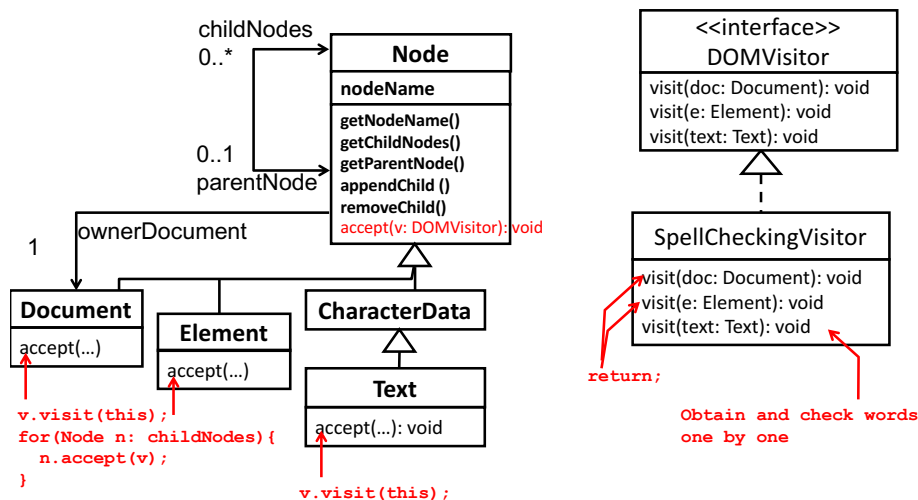 childNodes
0..*
0..1
parentNode
Node
nodeName
getNodeName()
getChildNodes()
getParentNode()
appendChild ()
removeChild()
accept(v: DOMVisitor): void
ownerDocument
1
Document
accept(...)
Element
accept(...)
CharacterData
Text
accept(...): void
v.visit(this);
for(Node n: childNodes){
n.accept(v);
}
v.visit(this);
<<interface>>
DOMVisitor
visit(doc: Document): void
visit(e: Element): void
visit(text: Text): void
SpellCheckingVisitor
visit(doc: Document): void
visit(e: Element): void
visit(text: Text): void
return;
Obtain and check words
one by one